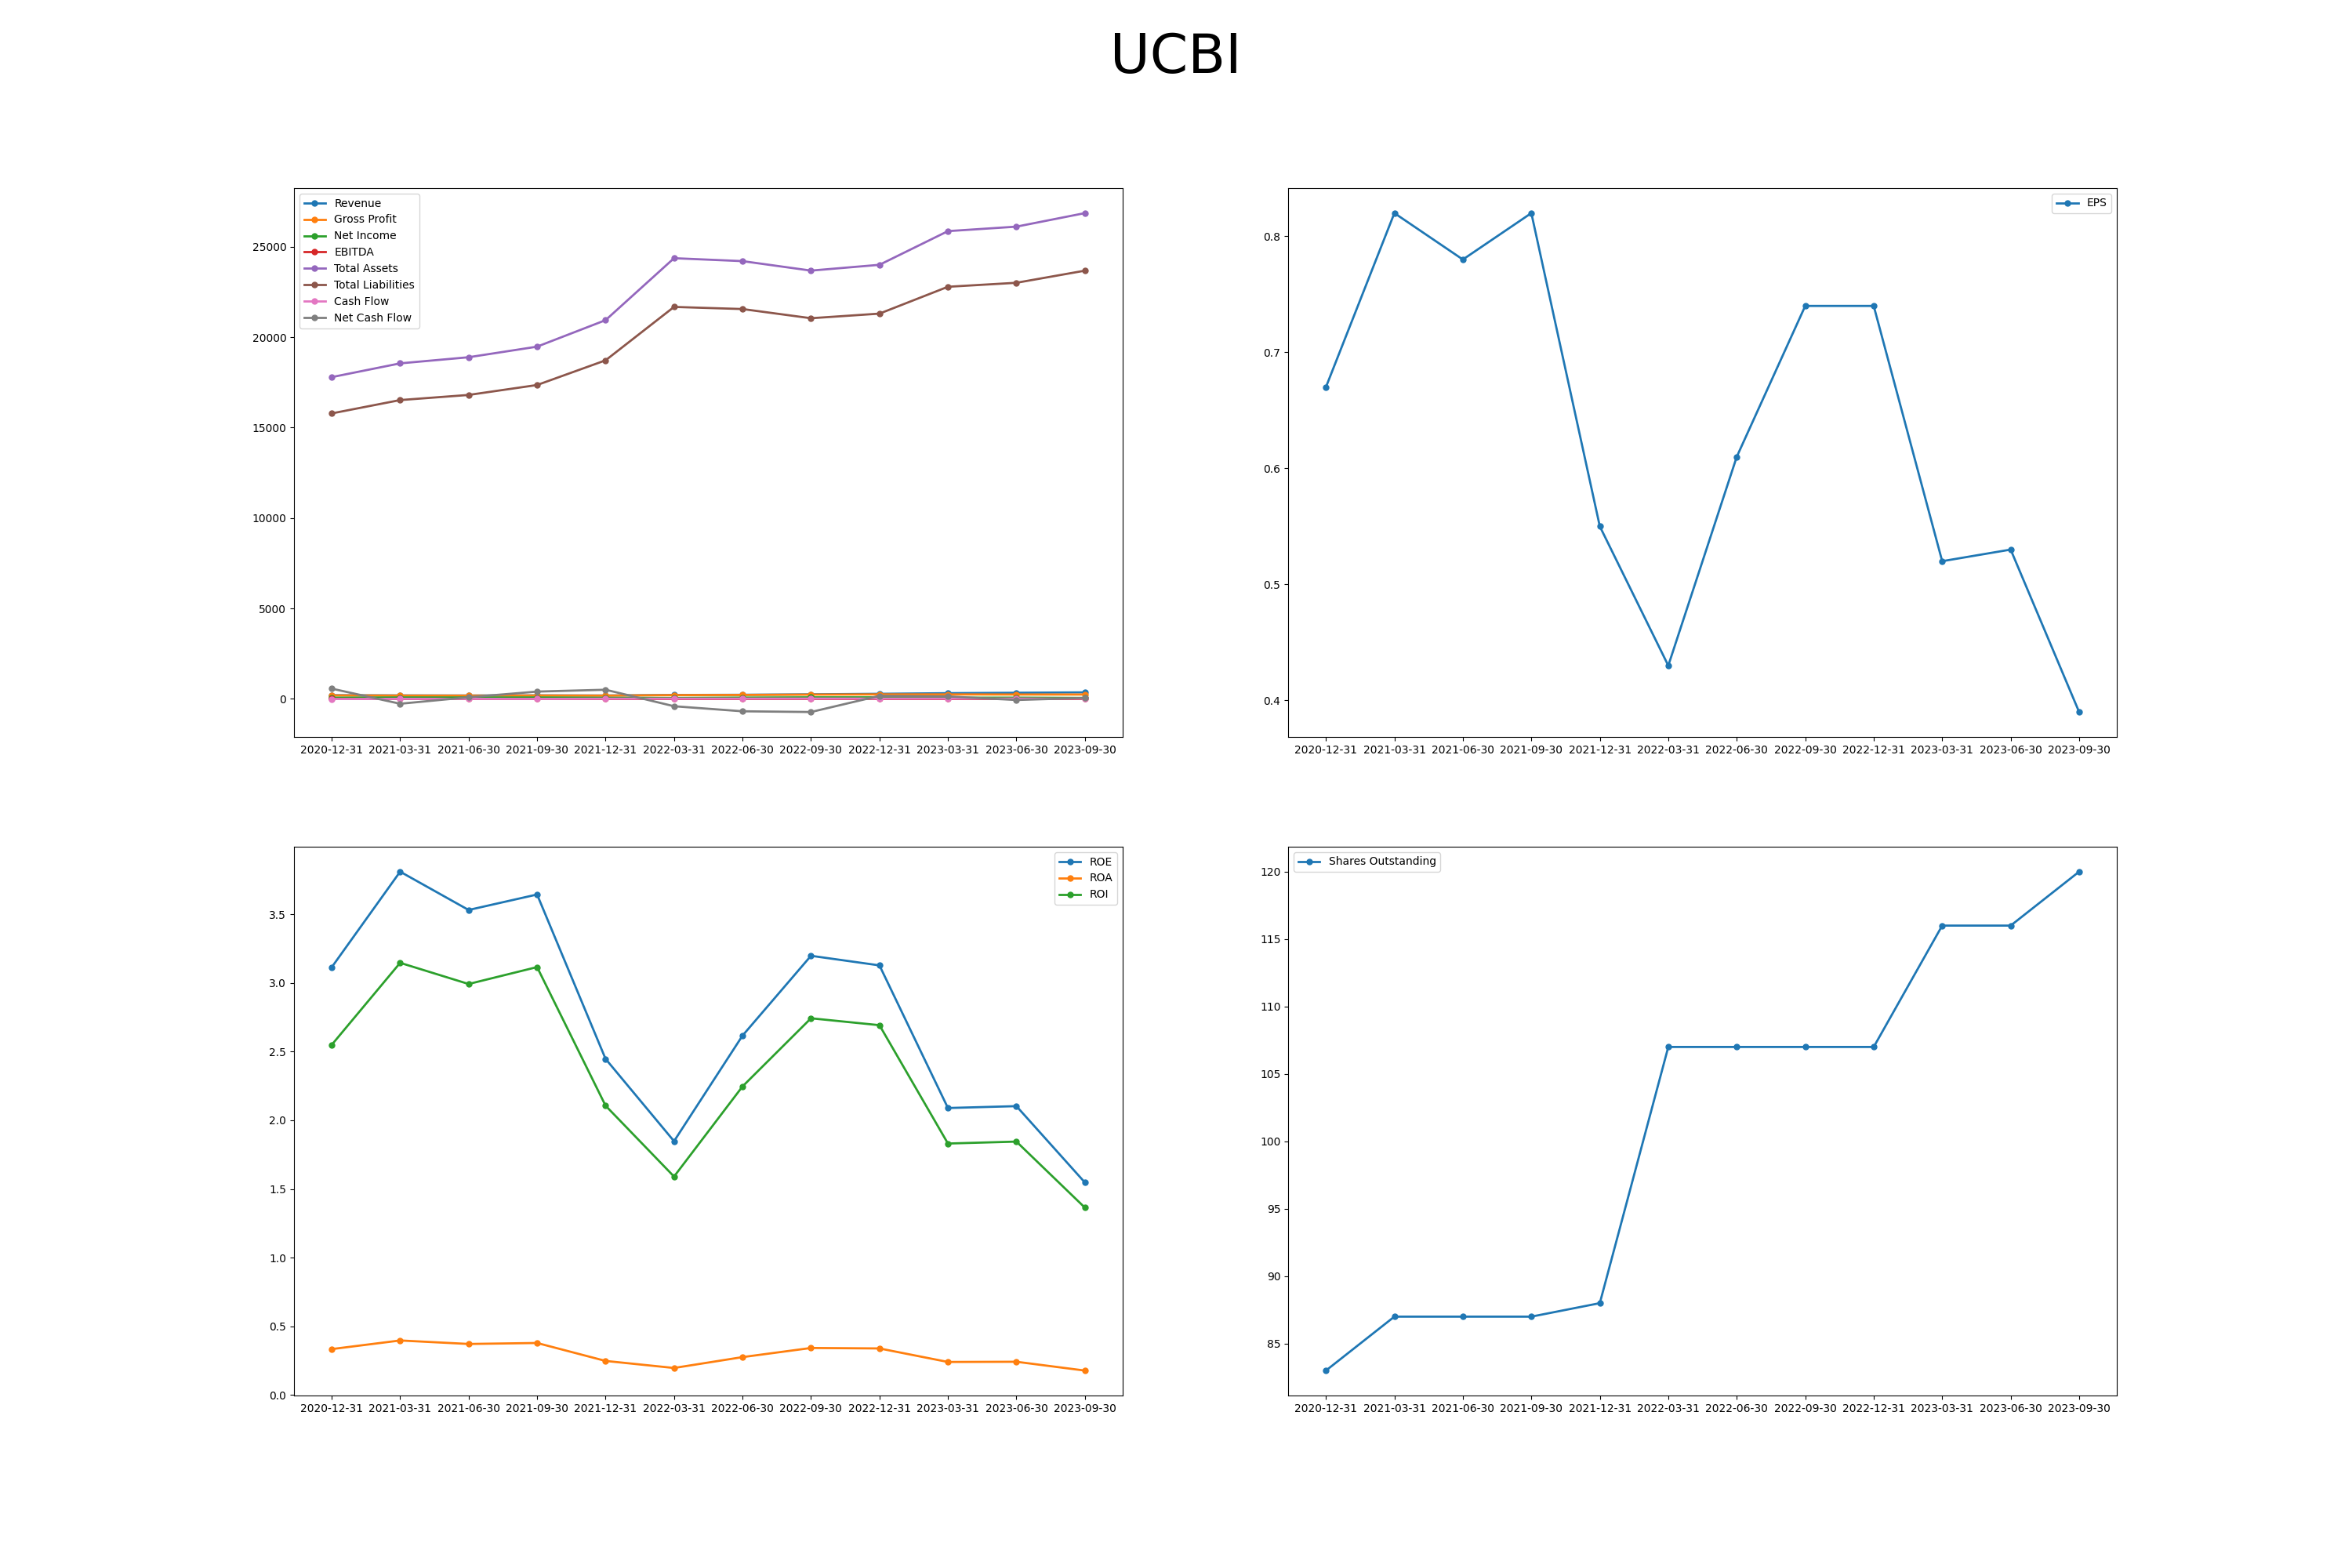 UCBI
Revenue
Gross Profit
Net Income
EBITDA
Total Assets
Total Liabilities
Cash Flow
Net Cash Flow
25000
20000
15000
10000
5000
0
2020-12-31 2021-03-31 2021-06-30 2021-09-30 2021-12-31 2022-03-31 2022-06-30 2022-09-30 2022-12-31 2023-03-31 2023-06-30 2023-09-30
EPS
0.8
0.7
0.6
0.5
0.4
2020-12-31 2021-03-31 2021-06-30 2021-09-30 2021-12-31 2022-03-31 2022-06-30 2022-09-30 2022-12-31 2023-03-31 2023-06-30 2023-09-30
ROE
ROA
ROI
3.5
3.0
2.5
2.0
1.5
1.0
0.5
0.0
2020-12-31 2021-03-31 2021-06-30 2021-09-30 2021-12-31 2022-03-31 2022-06-30 2022-09-30 2022-12-31 2023-03-31 2023-06-30 2023-09-30
Shares Outstanding
120
115
110
105
100
95
90
85
2020-12-31 2021-03-31 2021-06-30 2021-09-30 2021-12-31 2022-03-31 2022-06-30 2022-09-30 2022-12-31 2023-03-31 2023-06-30 2023-09-30